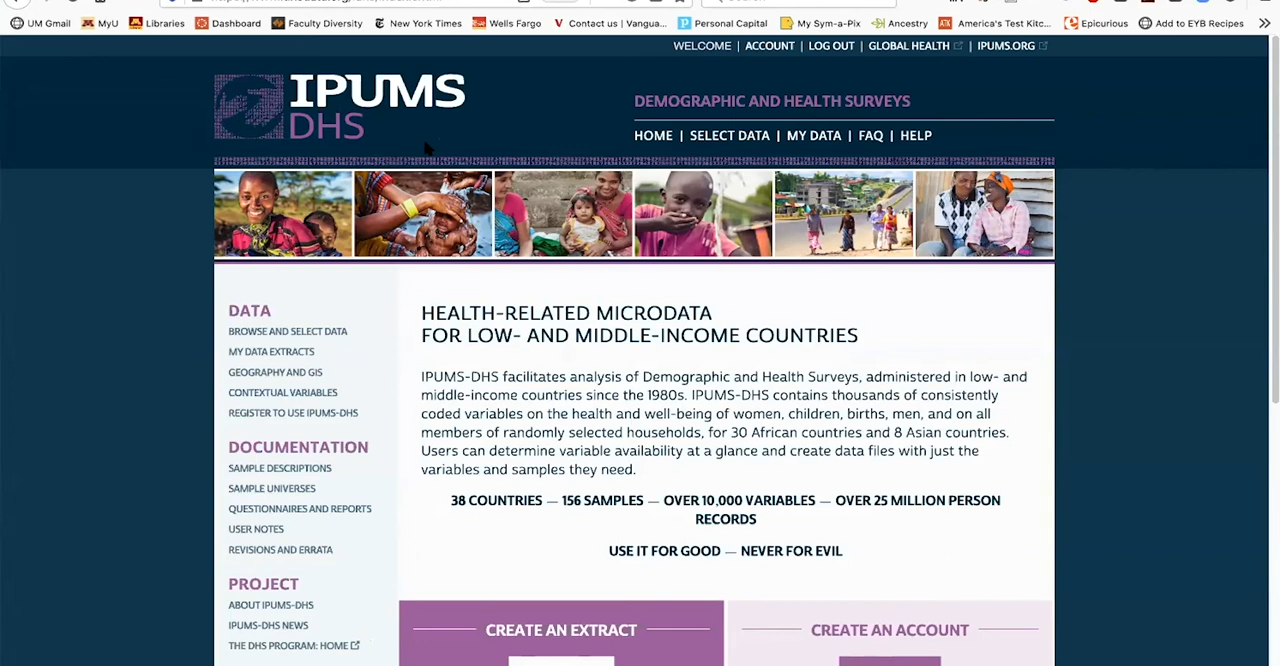 UM Gmail MyU Libraries Dashboard Faculty Diversity New York Times Wells Fargo Contact us | Vangua... Personal Capital My Sym-a-Pix Ancestry America's Test Kitc... Epicurious Add to EYB Recipes
WELCOME | ACCOUNT | LOG OUT | GLOBAL HEALTH | IPUMS.ORG
IPUMS
DHS
DEMOGRAPHIC AND HEALTH SURVEYS
HOME | SELECT DATA | MY DATA | FAQ | HELP
DATA
BROWSE AND SELECT DATA
MY DATA EXTRACTS
GEOGRAPHY AND GIS
CONTEXTUAL VARIABLES
REGISTER TO USE IPUMS-DHS
DOCUMENTATION
SAMPLE DESCRIPTIONS
SAMPLE UNIVERSES
QUESTIONNAIRES AND REPORTS
USER NOTES
REVISIONS AND ERRATA
PROJECT
ABOUT IPUMS-DHS
IPUMS-DHS NEWS
THE DHS PROGRAM: HOME
HEALTH-RELATED MICRODATA
FOR LOW- AND MIDDLE-INCOME COUNTRIES
IPUMS-DHS facilitates analysis of Demographic and Health Surveys, administered in low- and
middle-income countries since the 1980s. IPUMS-DHS contains thousands of consistently
coded variables on the health and well-being of women, children, births, men, and on all
members of randomly selected households, for 30 African countries and 8 Asian countries.
Users can determine variable availability at a glance and create data files with just the
variables and samples they need.
38 COUNTRIES — 156 SAMPLES — OVER 10,000 VARIABLES — OVER 25 MILLION PERSON
RECORDS
USE IT FOR GOOD — NEVER FOR EVIL
CREATE AN EXTRACT
CREATE AN ACCOUNT